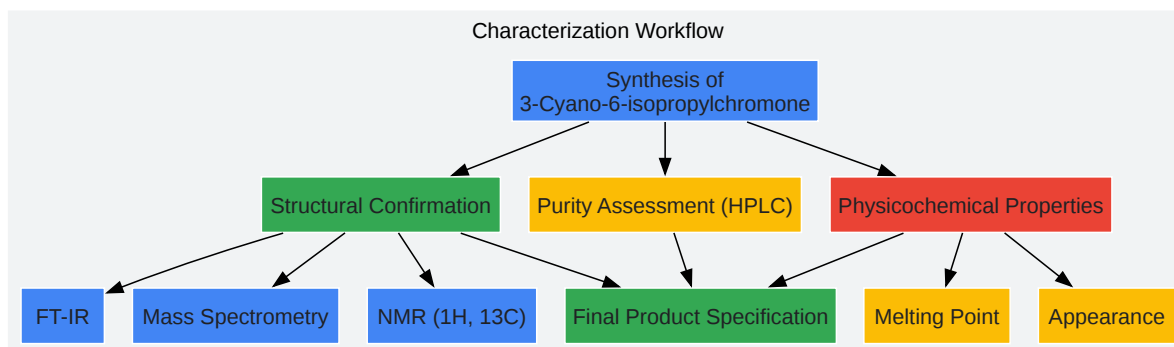 Characterization Workflow
Synthesis of
3-Cyano-6-isopropylchromone
Structural Confirmation
Purity Assessment (HPLC)
Physicochemical Properties
FT-IR
Mass Spectrometry
NMR (1H, 13C)
Final Product Specification
Melting Point
Appearance